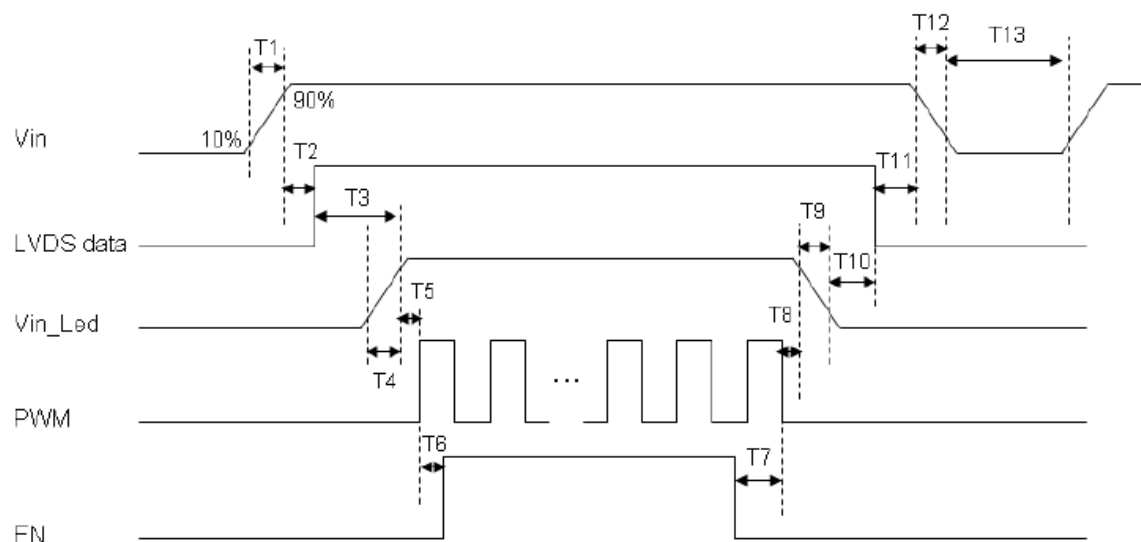 T1
T12
T13
90%
10%
Vin
T2
T11
T3
T9
LVDS data
T10
T5
Vin_Led
T8
T4
...
PWM
T6
T7
EN